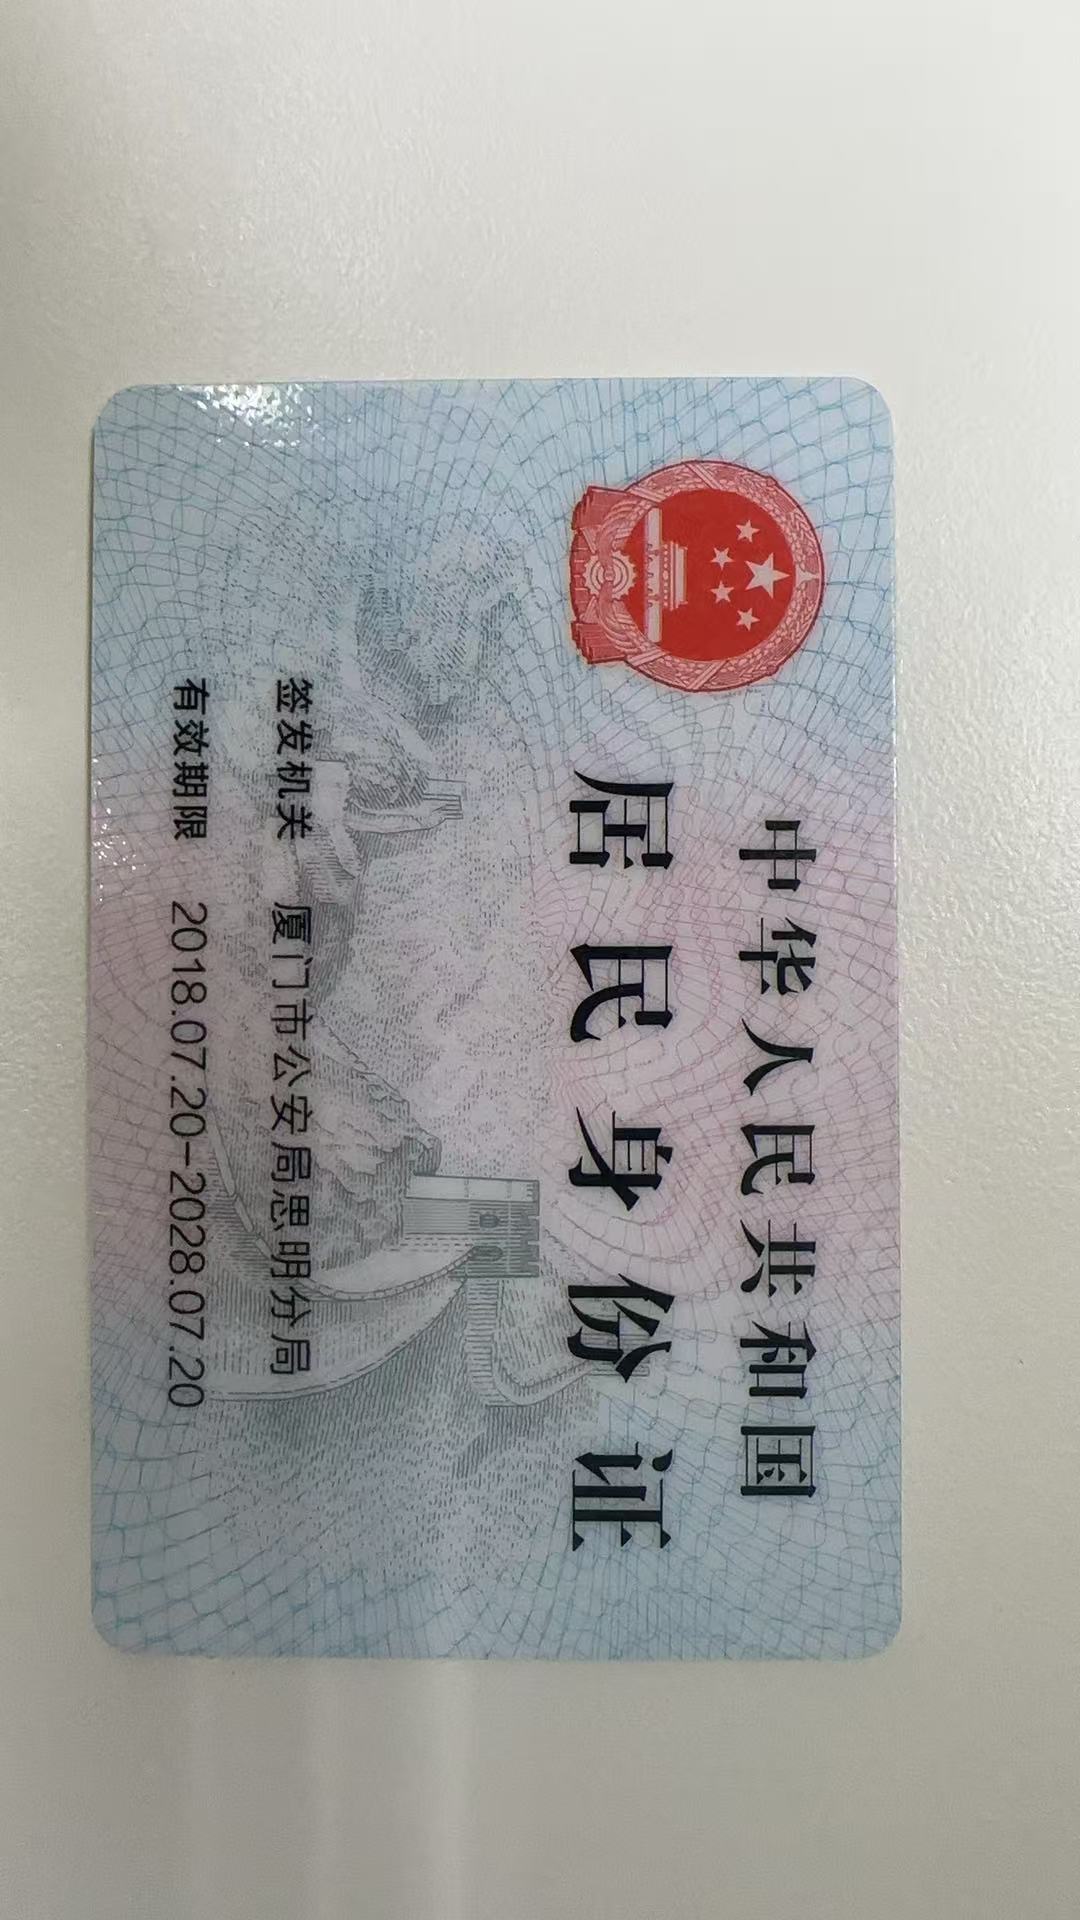 中华人民共和国
居民身份证
签发机关 厦门市公安局思明分局
有效期限 2018.07.20-2028.07.20